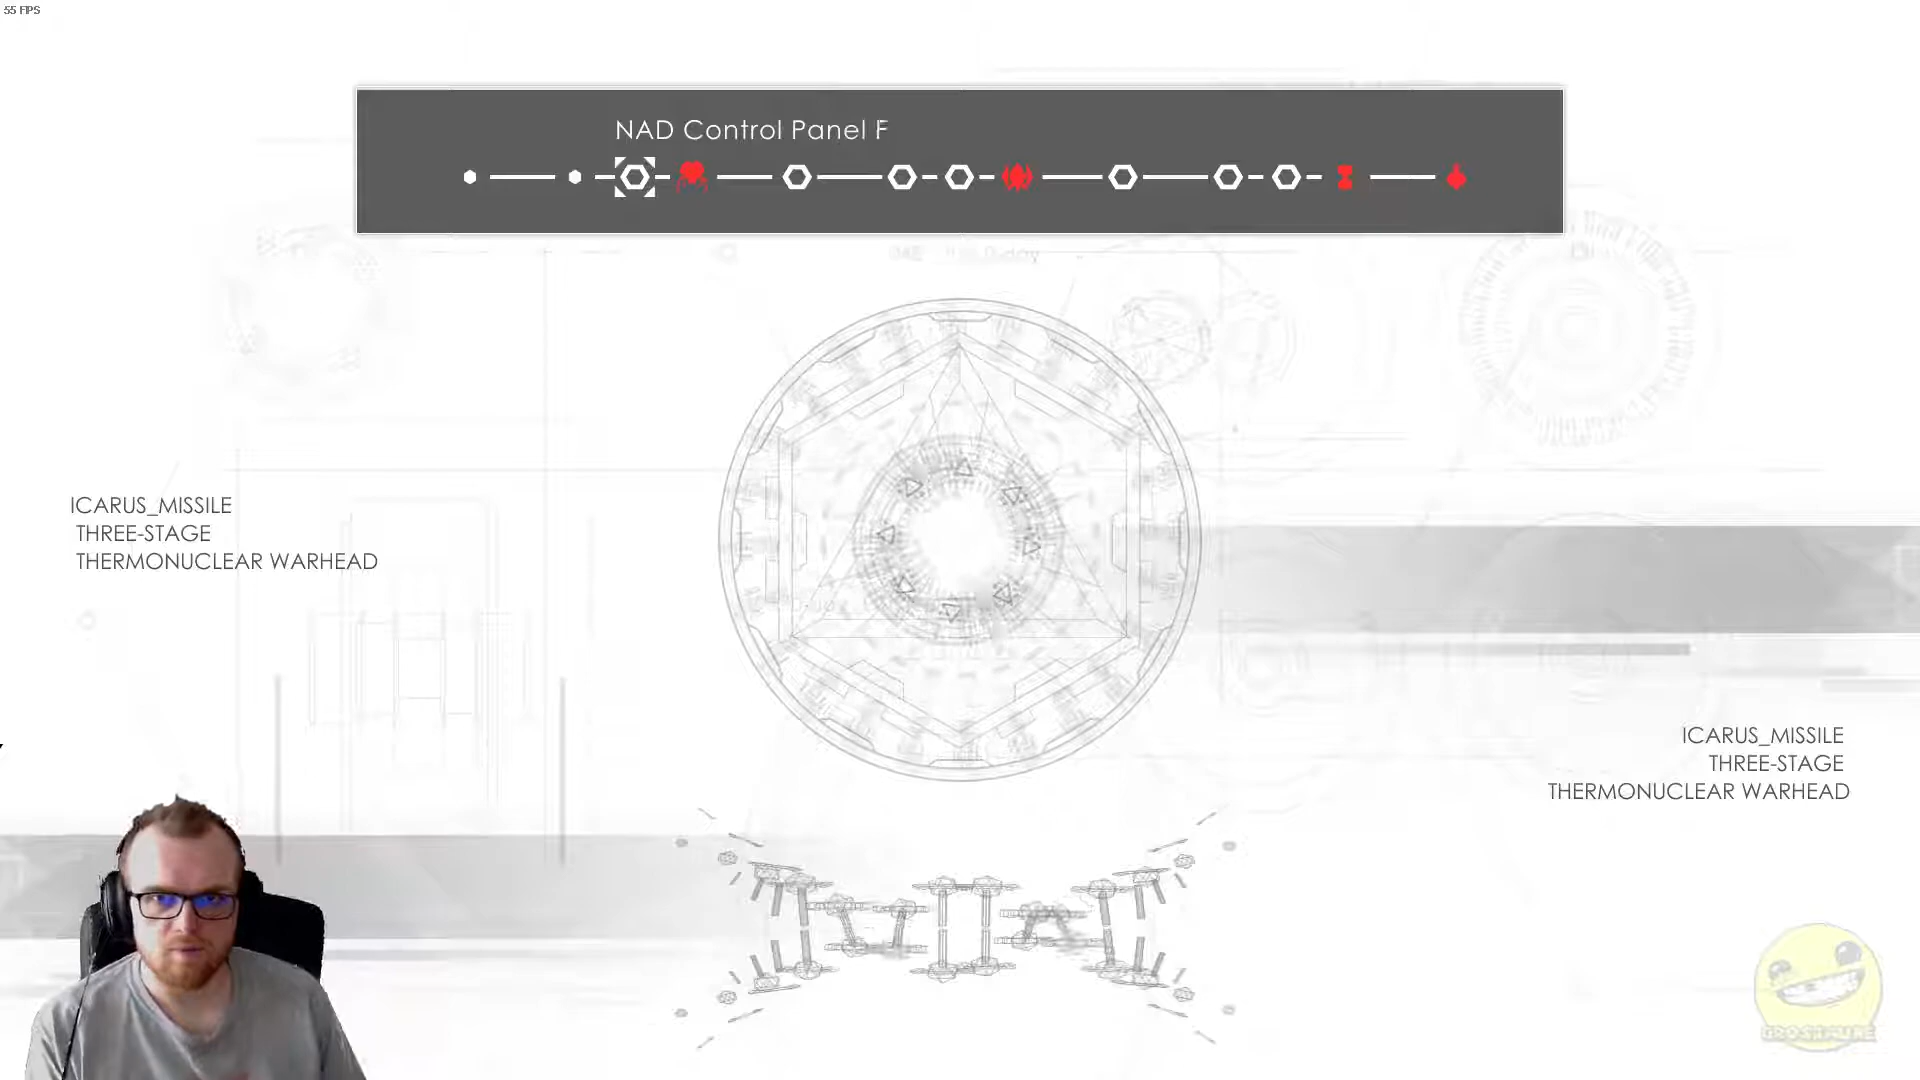 55 FPS
NAD Control Panel F
ICARUS_MISSILE
THREE-STAGE
THERMONUCLEAR WARHEAD
ICARUS_MISSILE
THREE-STAGE
THERMONUCLEAR WARHEAD